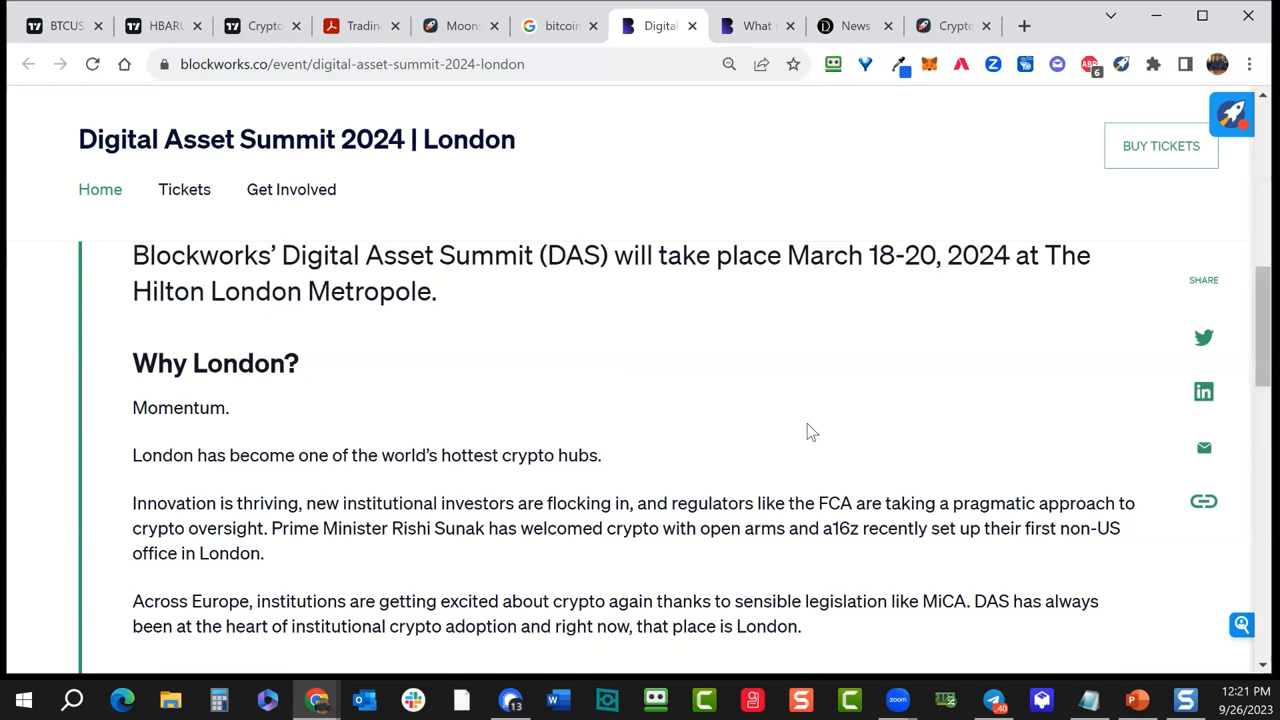 BTCUS
HBARU
Crypto
Tradin
Moons
bitcoin
Digital
What
News
Crypto
blockworks.co/event/digital-asset-summit-2024-london
ABP
6
Digital Asset Summit 2024 | London
BUY TICKETS
Home
Tickets
Get Involved
Blockworks’ Digital Asset Summit (DAS) will take place March 18-20, 2024 at The
Hilton London Metropole.
SHARE
Why London?
Momentum.
London has become one of the world’s hottest crypto hubs.
Innovation is thriving, new institutional investors are flocking in, and regulators like the FCA are taking a pragmatic approach to
crypto oversight. Prime Minister Rishi Sunak has welcomed crypto with open arms and a16z recently set up their first non-US
office in London.
Across Europe, institutions are getting excited about crypto again thanks to sensible legislation like MiCA. DAS has always
been at the heart of institutional crypto adoption and right now, that place is London.
13
zoom
40
12:21 PM
9/26/2023